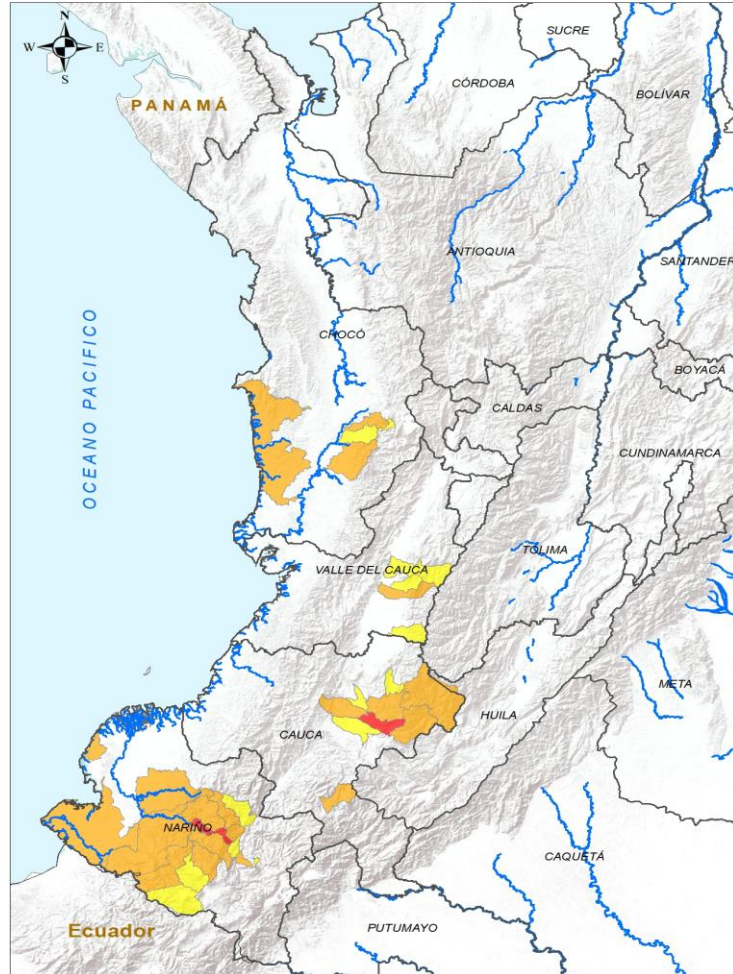 N
W E
S
SUCRE
CÓRDOBA
BOLÍVAR
PANAMÁ
ANTIOQUIA
SANTANDER
CHOCÓ
BOYACÁ
CALDAS
CUNDINAMARCA
OCEANO PACIFICO
TOLIMA
VALLE DEL CAUCA
META
HUILA
CAUCA
NARIÑO
CAQUETÁ
Ecuador
PUTUMAYO